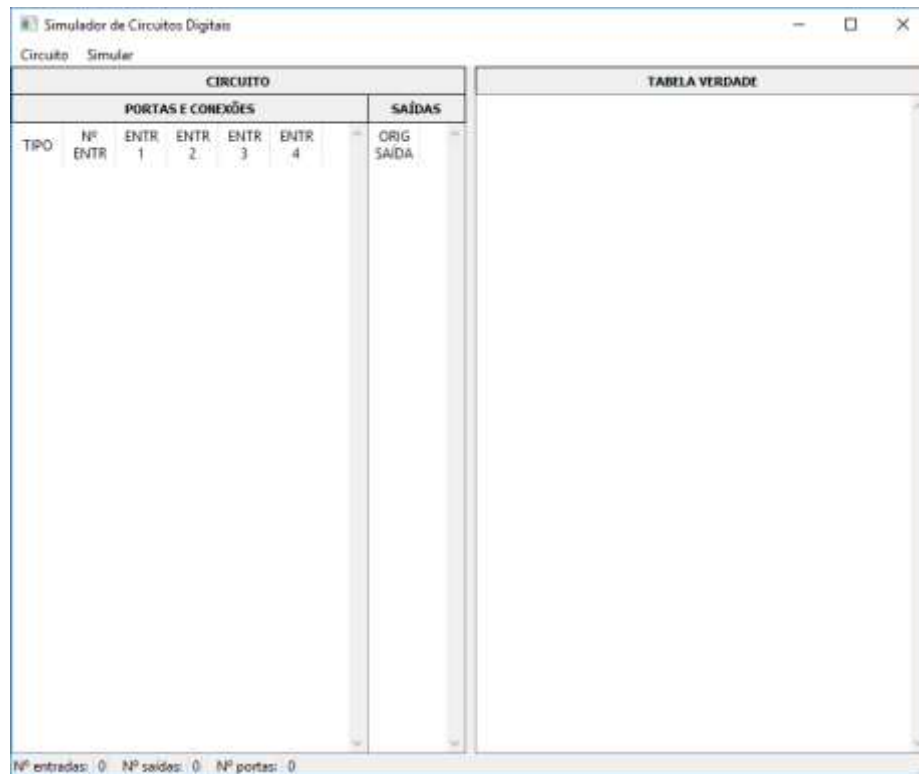 Simulador de Circuitos Digitais
Circuito Simular
CIRCUITO
PORTAS E CONEXÕES
SAÍDAS
TIPO
Nº ENTR
ENTR 1
ENTR 2
ENTR 3
ENTR 4
ORIG SAÍDA
TABELA VERDADE
Nº entradas: 0 Nº saídas: 0 Nº portas: 0